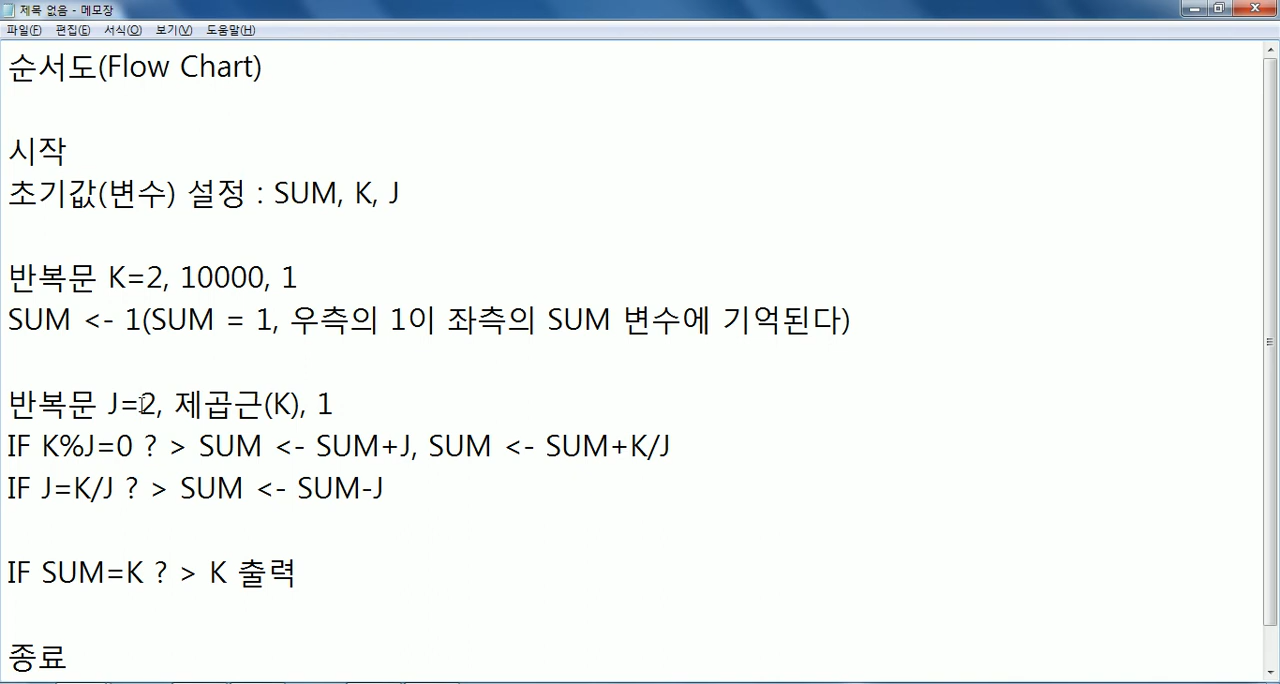 제목 없음 - 메모장
파일(F) 편집(E) 서식(O) 보기(V) 도움말(H)
순서도(Flow Chart)
시작
초기값(변수) 설정 : SUM, K, J
반복문 K=2, 10000, 1
SUM <- 1(SUM = 1, 우측의 1이 좌측의 SUM 변수에 기억된다)
반복문 J=2, 제곱근(K), 1
IF K%J=0 ? > SUM <- SUM+J, SUM <- SUM+K/J
IF J=K/J ? > SUM <- SUM-J
IF SUM=K ? > K 출력
종료